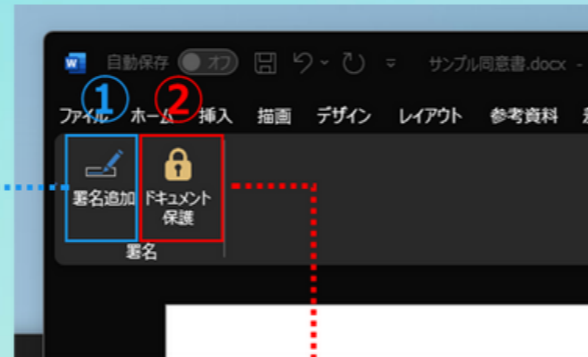 自動保存 オフ サンプル同意書.docx -
① ②
ファイル ホーム 挿入 描画 デザイン レイアウト 参考資料
署名追加 ドキュメント
保護
署名